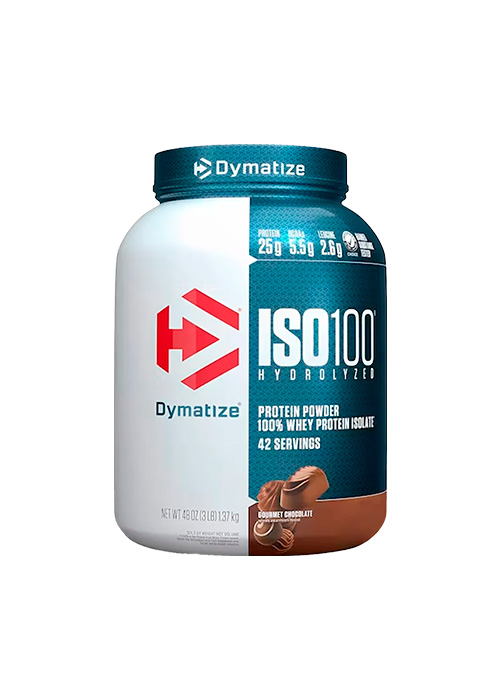 Dymatize
PROTEIN BCAAs LEUCINE
25g 5.5g 2.6g
ISO100®
HYDROLYZED
Dymatize®
PROTEIN POWDER
100% WHEY PROTEIN ISOLATE
42 SERVINGS
GOURMET CHOCOLATE
NET WT 48 OZ (3 LB) 1.37 kg